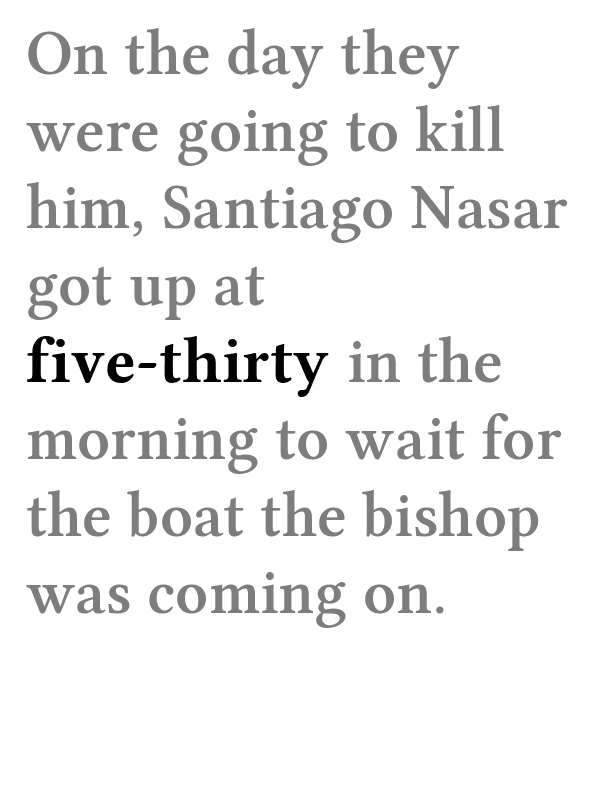 On the day they
were going to kill
him, Santiago Nasar
got up at
five-thirty in the
morning to wait for
the boat the bishop
was coming on.